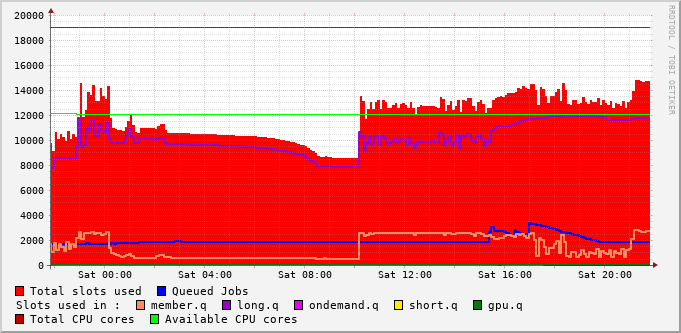 20000
18000
16000
14000
12000
10000
8000
6000
4000
2000
0
Sat 00:00 Sat 04:00 Sat 08:00 Sat 12:00 Sat 16:00 Sat 20:00
RRDTOOL / TOBI OETIKER
Total slots used Queued Jobs
Slots used in : member.q long.q ondemand.q short.q gpu.q
Total CPU cores Available CPU cores